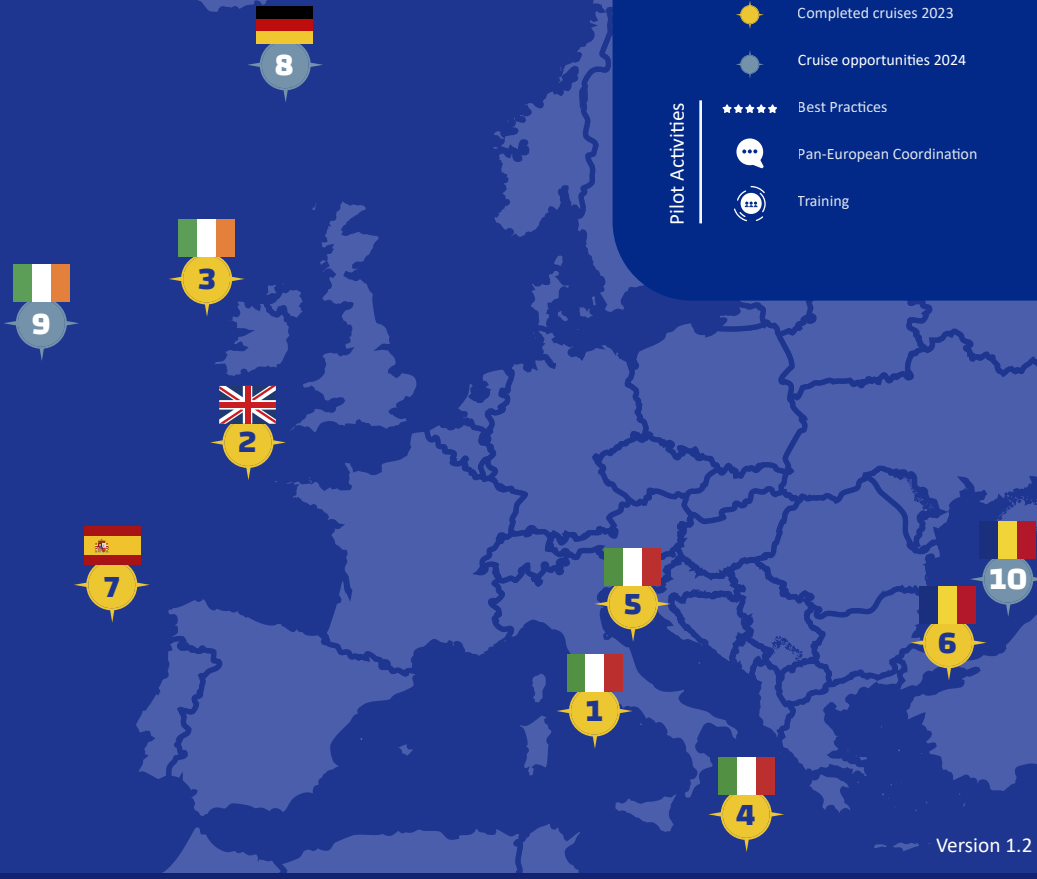 Completed cruises 2023
Cruise opportunities 2024
Pilot Activities
Best Practices
Pan-European Coordination
Training
8
3
9
2
7
5
10
6
1
4
Version 1.2